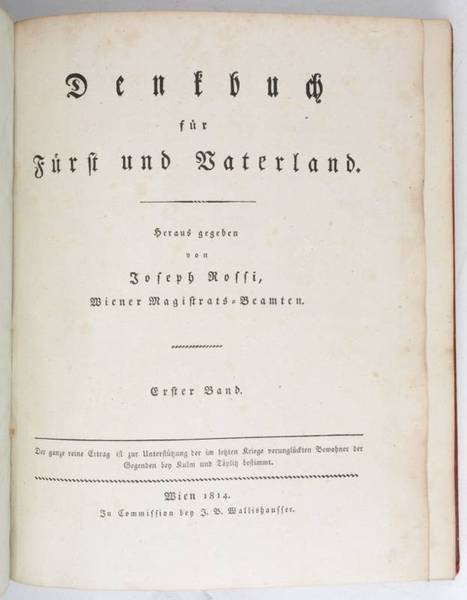 Denkbuch
für
Fürst und Vaterland.
Heraus gegeben
von
Joseph Rossi,
Wiener Magistrats-Beamten.
Erster Band.
Der ganze reine Ertrag ist zur Unterstützung der im letzten Kriege verunglückten Bewohner der
Gegenden bey Kulm und Töplitz bestimmt.
Wien 1814.
In Commission bey J. B. Wallishausser.